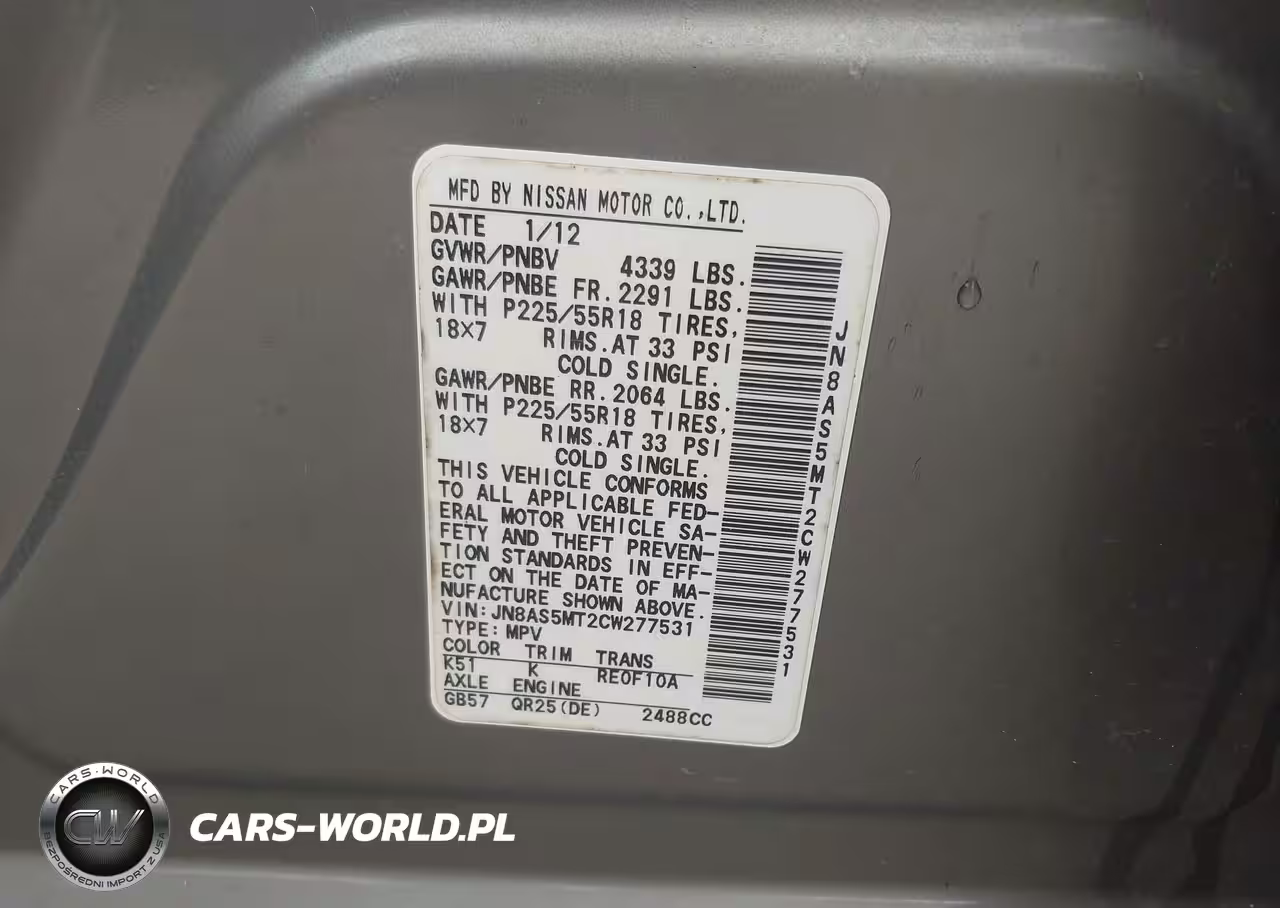 MFD BY NISSAN MOTOR CO.,LTD.
DATE 1/12
GVWR/PNBV 4339 LBS.
GAWR/PNBE FR. 2291 LBS.
WITH P225/55R18 TIRES,
18×7 RIMS.AT 33 PSI
COLD SINGLE.
GAWR/PNBE RR. 2064 LBS.
WITH P225/55R18 TIRES,
18×7 RIMS.AT 33 PSI
COLD SINGLE.
THIS VEHICLE CONFORMS
TO ALL APPLICABLE FED-
ERAL MOTOR VEHICLE SA-
FETY AND THEFT PREVEN-
TION STANDARDS IN EFF-
ECT ON THE DATE OF MA-
NUFACTURE SHOWN ABOVE.
VIN:JN8AS5MT2CW277531
TYPE:MPV
COLOR TRIM TRANS
K51 K RE0F10A
AXLE ENGINE
GB57 QR25(DE) 2488CC
JN8AS5MT2CW277531
CARS-WORLD
CW
BEZPOŚREDNI IMPORT Z USA
CARS-WORLD.PL